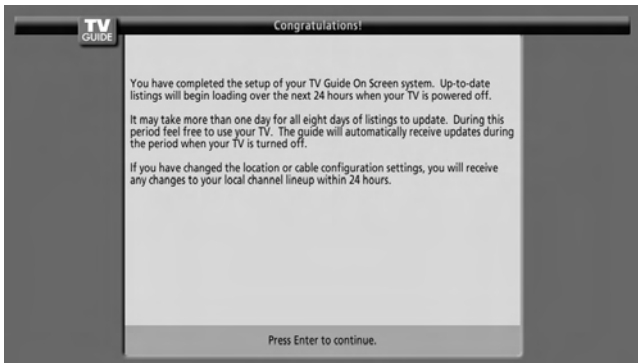 TV
GUIDE
Congratulations!
You have completed the setup of your TV Guide On Screen system. Up-to-date
listings will begin loading over the next 24 hours when your TV is powered off.
It may take more than one day for all eight days of listings to update. During this
period feel free to use your TV. The guide will automatically receive updates during
the period when your TV is turned off.
If you have changed the location or cable configuration settings, you will receive
any changes to your local channel lineup within 24 hours.
Press Enter to continue.